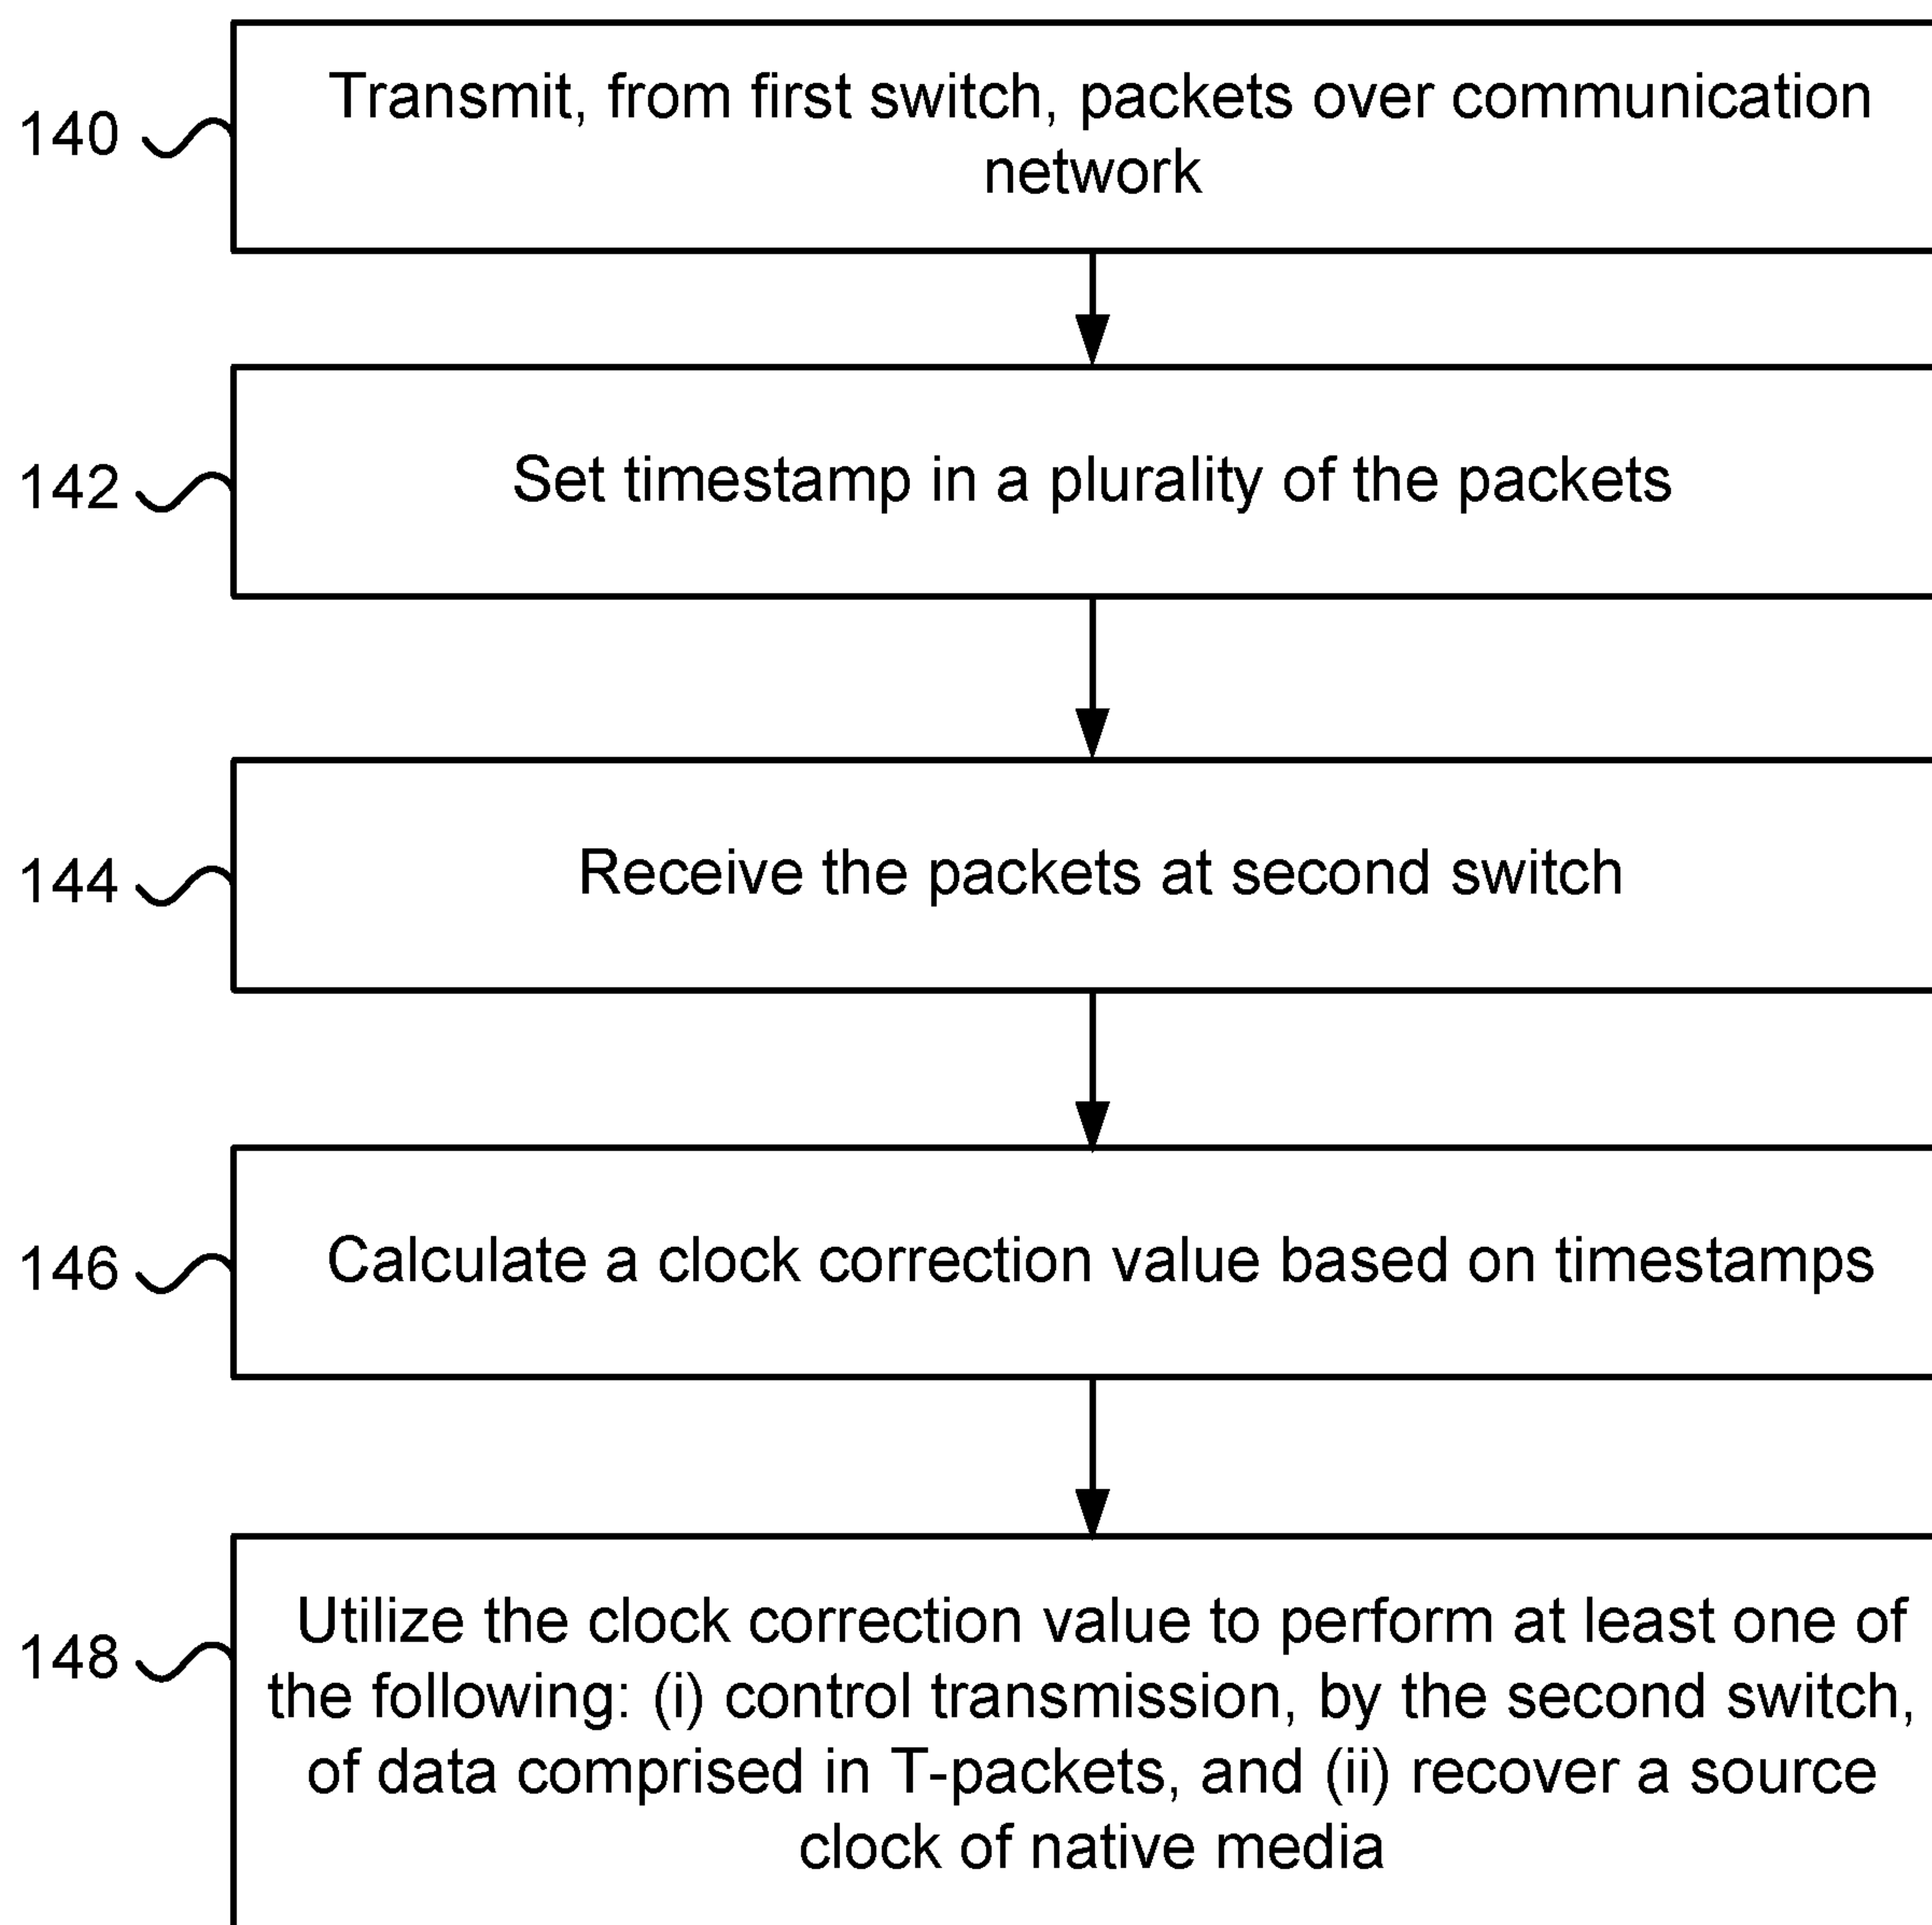 140
Transmit, from first switch, packets over communication
network
142
Set timestamp in a plurality of the packets
144
Receive the packets at second switch
146
Calculate a clock correction value based on timestamps
148
Utilize the clock correction value to perform at least one of
the following: (i) control transmission, by the second switch,
of data comprised in T-packets, and (ii) recover a source
clock of native media